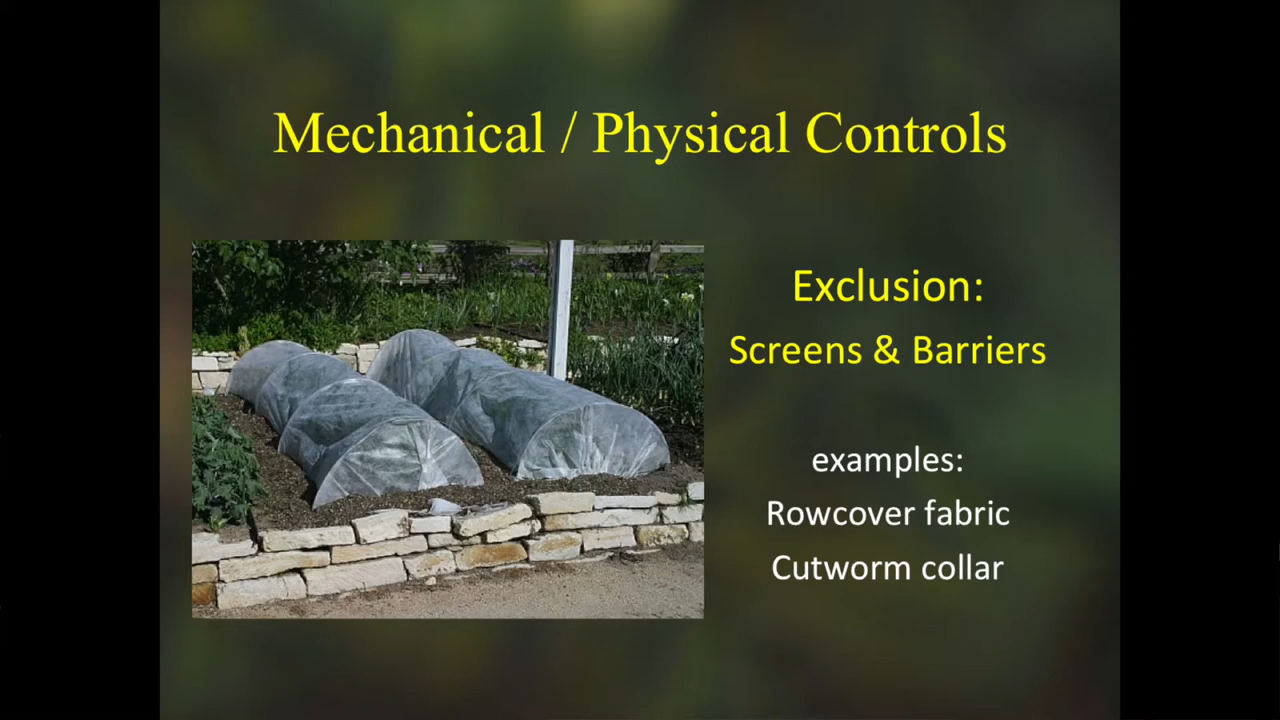 Mechanical / Physical Controls
Exclusion:
Screens & Barriers
examples:
Rowcover fabric
Cutworm collar